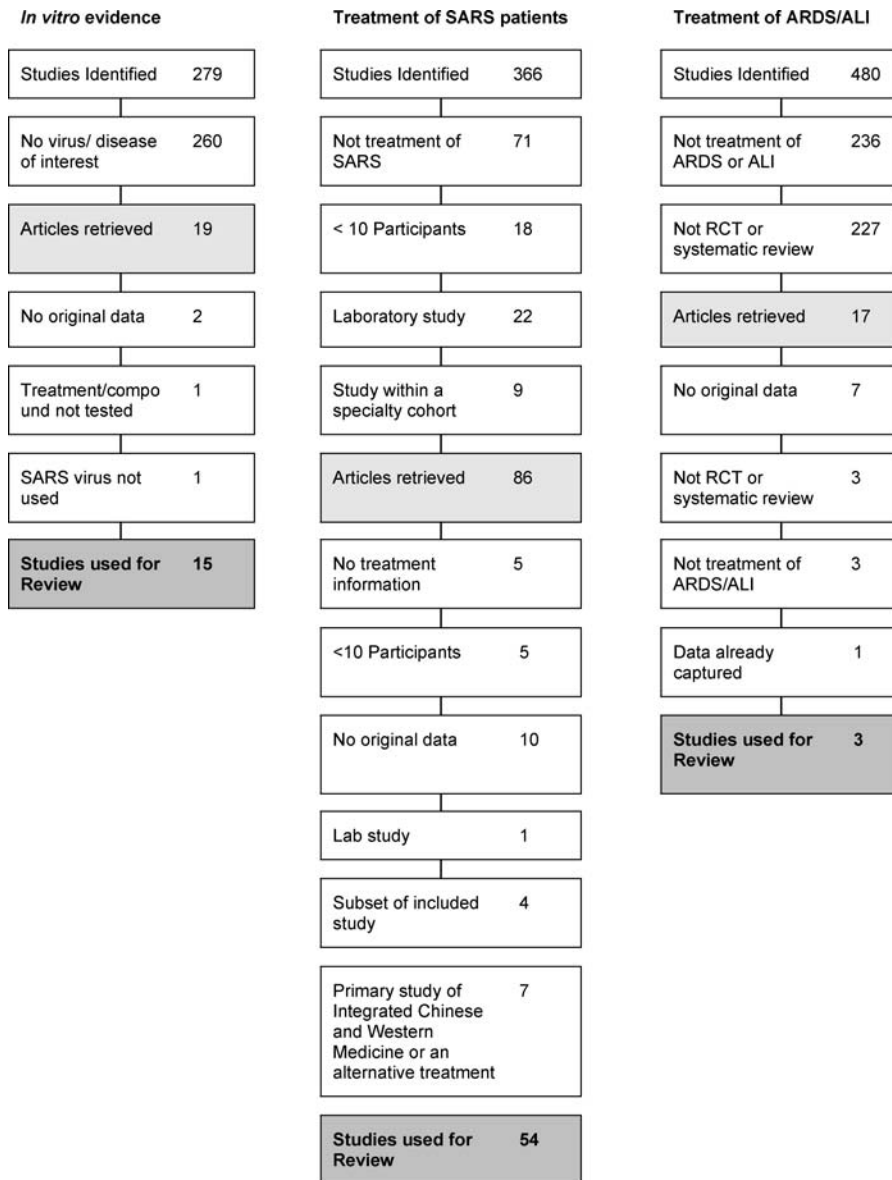 In vitro evidence
Studies Identified 279
No virus/ disease 260
of interest
Articles retrieved 19
No original data 2
Treatment/compo 1
und not tested
SARS virus not 1
used
Studies used for 15
Review
Treatment of SARS patients
Studies Identified 366
Not treatment of 71
SARS
< 10 Participants 18
Laboratory study 22
Study within a 9
specialty cohort
Articles retrieved 86
No treatment 5
information
<10 Participants 5
No original data 10
Lab study 1
Subset of included 4
study
Primary study of 7
Integrated Chinese
and Western
Medicine or an
alternative treatment
Studies used for 54
Review
Treatment of ARDS/ALI
Studies Identified 480
Not treatment of 236
ARDS or ALI
Not RCT or 227
systematic review
Articles retrieved 17
No original data 7
Not RCT or 3
systematic review
Not treatment of 3
ARDS/ALI
Data already 1
captured
Studies used for 3
Review